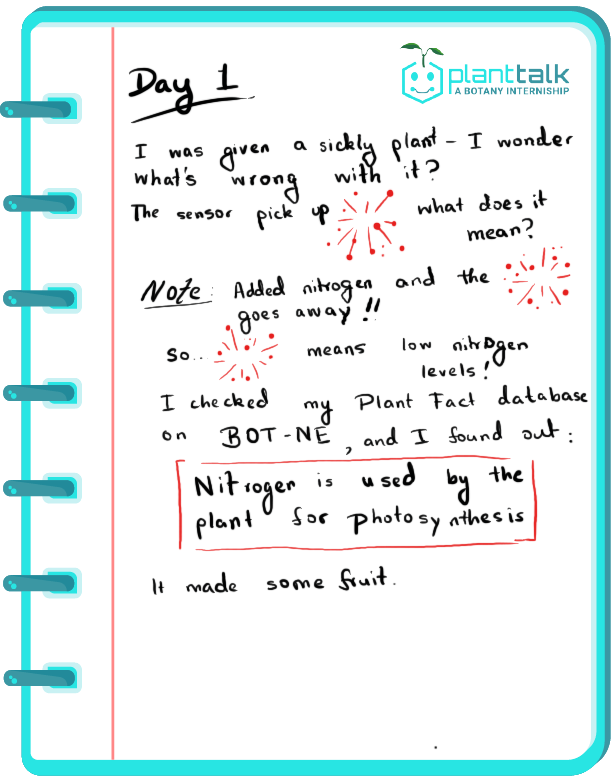 planttalk
A BOTANY INTERNISHIP
Day 1
I was given a sickly plant - I wonder
what's wrong with it?
The sensor pick up what does it
mean?
Note: Added nitrogen and the
goes away!!
So.. means low nitrogen
levels!
I checked my Plant Fact database
on BOT-NE, and I found out:
Nitrogen is used by the
plant for photosynthesis
It made some fruit.